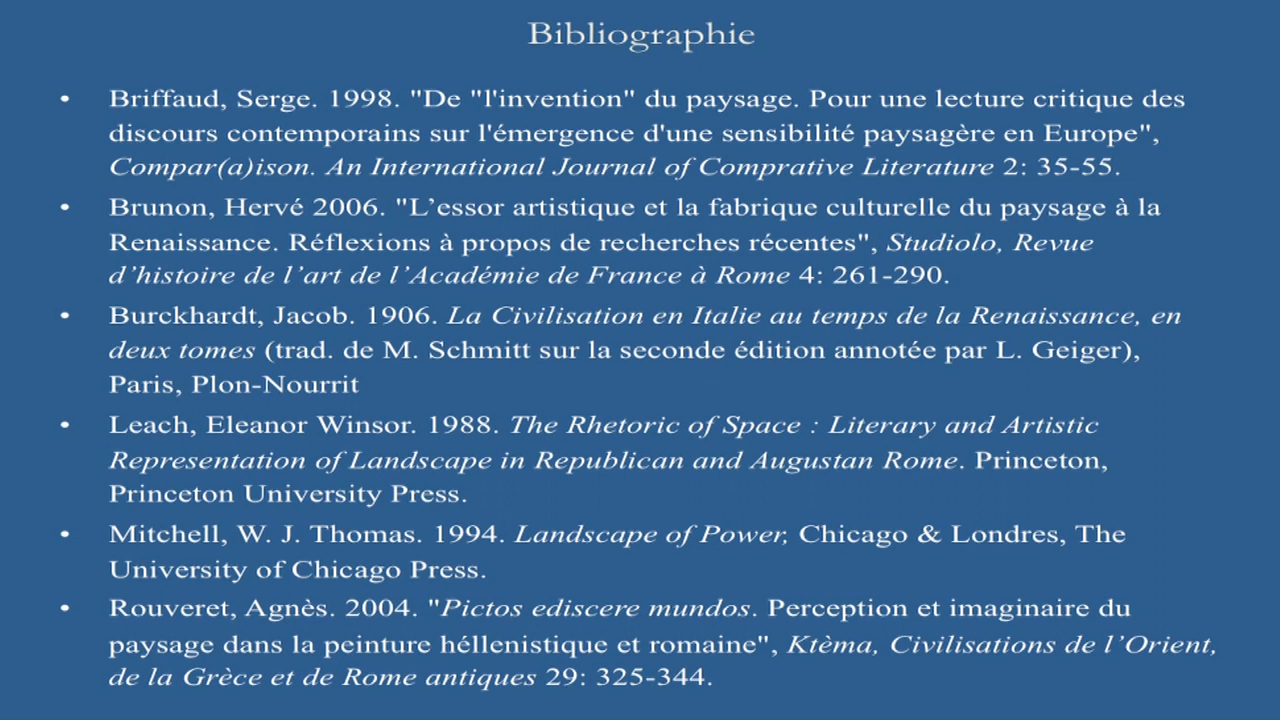 Bibliographie
• Briffaud, Serge. 1998. "De "l'invention" du paysage. Pour une lecture critique des
discours contemporains sur l'émergence d'une sensibilité paysagère en Europe",
Compar(a)ison. An International Journal of Comprative Literature 2: 35-55.
• Brunon, Hervé 2006. "L’essor artistique et la fabrique culturelle du paysage à la
Renaissance. Réflexions à propos de recherches récentes", Studiolo, Revue
d’histoire de l’art de l’Académie de France à Rome 4: 261-290.
• Burckhardt, Jacob. 1906. La Civilisation en Italie au temps de la Renaissance, en
deux tomes (trad. de M. Schmitt sur la seconde édition annotée par L. Geiger),
Paris, Plon-Nourrit
• Leach, Eleanor Winsor. 1988. The Rhetoric of Space : Literary and Artistic
Representation of Landscape in Republican and Augustan Rome. Princeton,
Princeton University Press.
• Mitchell, W. J. Thomas. 1994. Landscape of Power, Chicago & Londres, The
University of Chicago Press.
• Rouveret, Agnès. 2004. "Pictos ediscere mundos. Perception et imaginaire du
paysage dans la peinture héllenistique et romaine", Ktèma, Civilisations de l’Orient,
de la Grèce et de Rome antiques 29: 325-344.